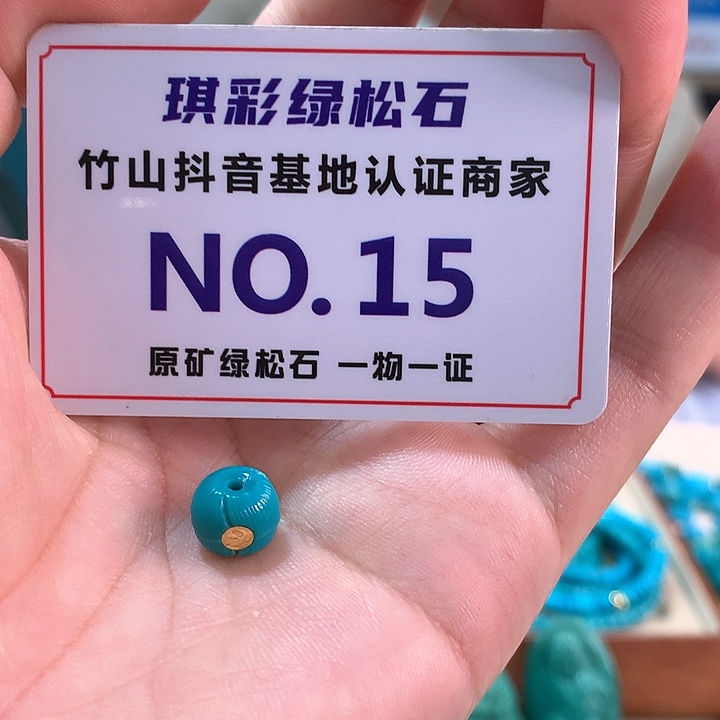 琪彩绿松石
竹山抖音基地认证商家
NO.15
原矿绿松石 一物一证